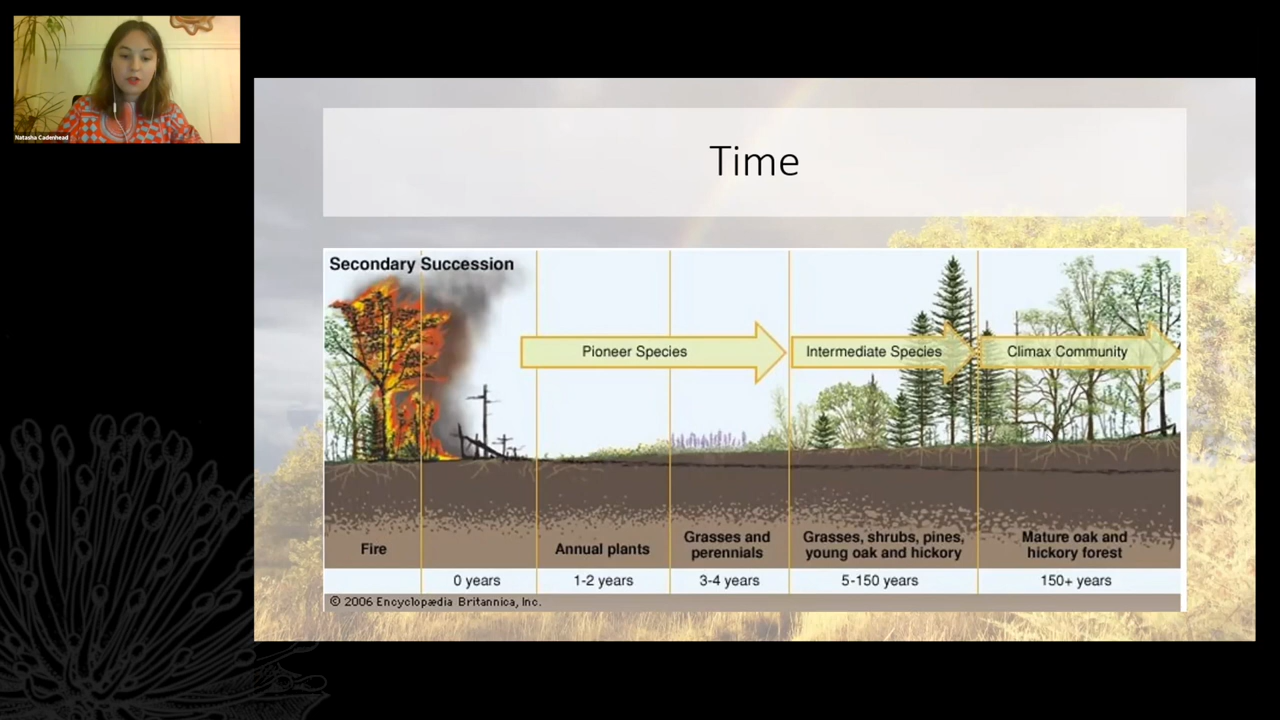 Natasha Cadenhead
Time
Secondary Succession
Pioneer Species
Intermediate Species
Climax Community
Fire
Annual plants
Grasses and
perennials
Grasses, shrubs, pines,
young oak and hickory
Mature oak and
hickory forest
0 years
1-2 years
3-4 years
5-150 years
150+ years
© 2006 Encyclopædia Britannica, Inc.